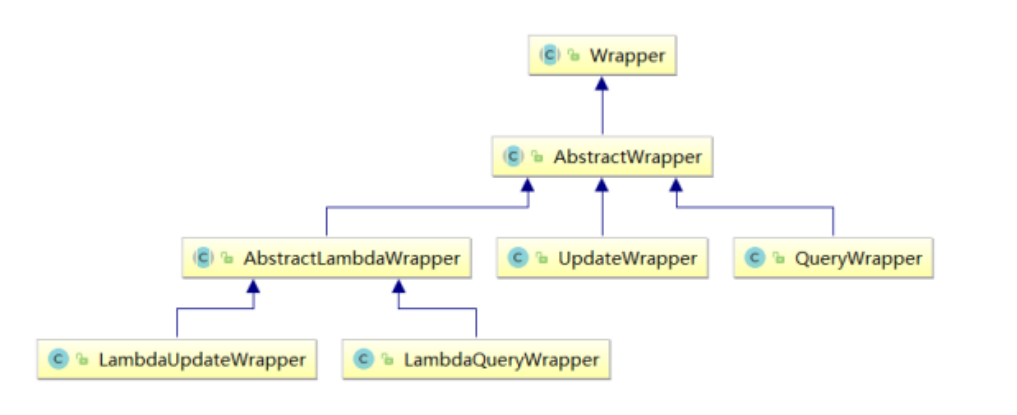 C Wrapper
C AbstractWrapper
C AbstractLambdaWrapper C UpdateWrapper C QueryWrapper
C LambdaUpdateWrapper C LambdaQueryWrapper